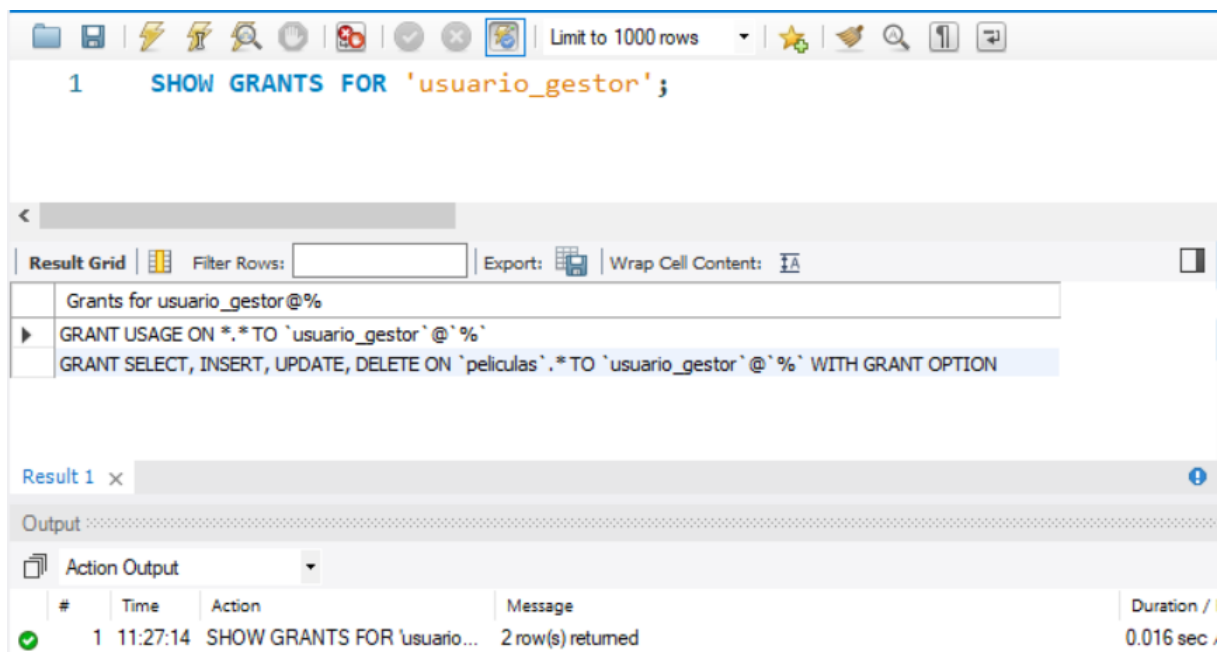 Limit to 1000 rows
1 SHOW GRANTS FOR 'usuario_gestor';
Result Grid Filter Rows: Export: Wrap Cell Content:
Grants for usuario_gestor@%
GRANT USAGE ON *.* TO `usuario_gestor`@`%`
GRANT SELECT, INSERT, UPDATE, DELETE ON `peliculas`.* TO `usuario_gestor`@`%` WITH GRANT OPTION
Result 1
Output
Action Output
# Time Action Message Duration /
1 11:27:14 SHOW GRANTS FOR 'usuario... 2 row(s) returned 0.016 sec /